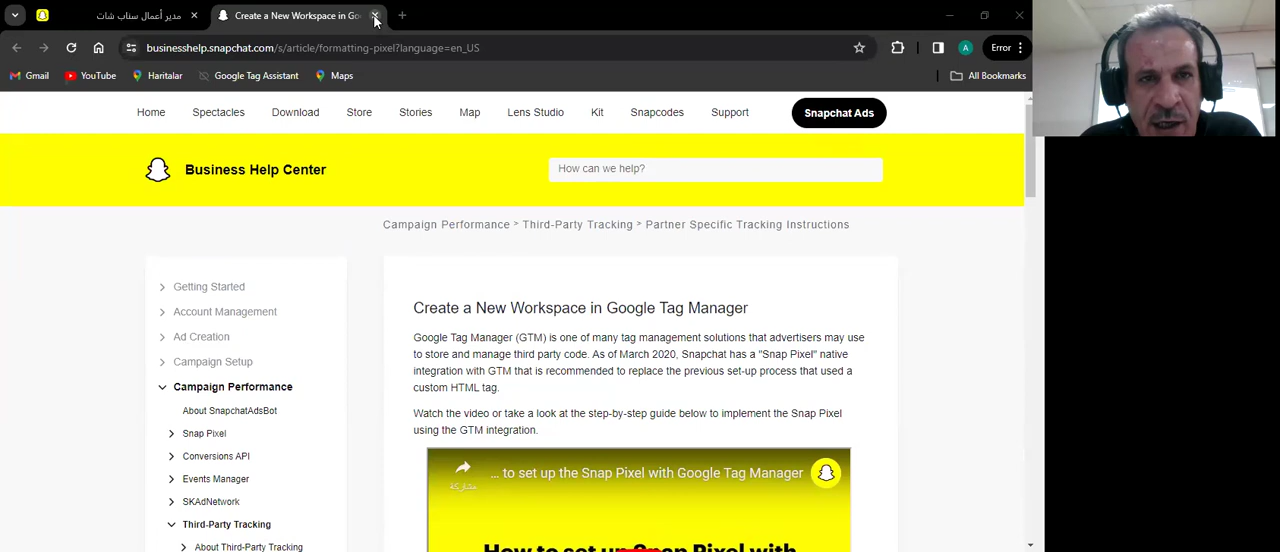 مدير أعمال سناب شات
Create a New Workspace in Go
businesshelp.snapchat.com/s/article/formatting-pixel?language=en_US
A
Error
Gmail
YouTube
Haritalar
Google Tag Assistant
Maps
All Bookmarks
Home
Spectacles
Download
Store
Stories
Map
Lens Studio
Kit
Snapcodes
Support
Snapchat Ads
Business Help Center
How can we help?
Campaign Performance > Third-Party Tracking > Partner Specific Tracking Instructions
Getting Started
Account Management
Ad Creation
Campaign Setup
Campaign Performance
About SnapchatAdsBot
Snap Pixel
Conversions API
Events Manager
SKAdNetwork
Third-Party Tracking
About Third-Party Tracking
Create a New Workspace in Google Tag Manager
Google Tag Manager (GTM) is one of many tag management solutions that advertisers may use
to store and manage third party code. As of March 2020, Snapchat has a "Snap Pixel" native
integration with GTM that is recommended to replace the previous set-up process that used a
custom HTML tag.
Watch the video or take a look at the step-by-step guide below to implement the Snap Pixel
using the GTM integration.
... to set up the Snap Pixel with Google Tag Manager
مشاركة
How to set up Snap Pixel with